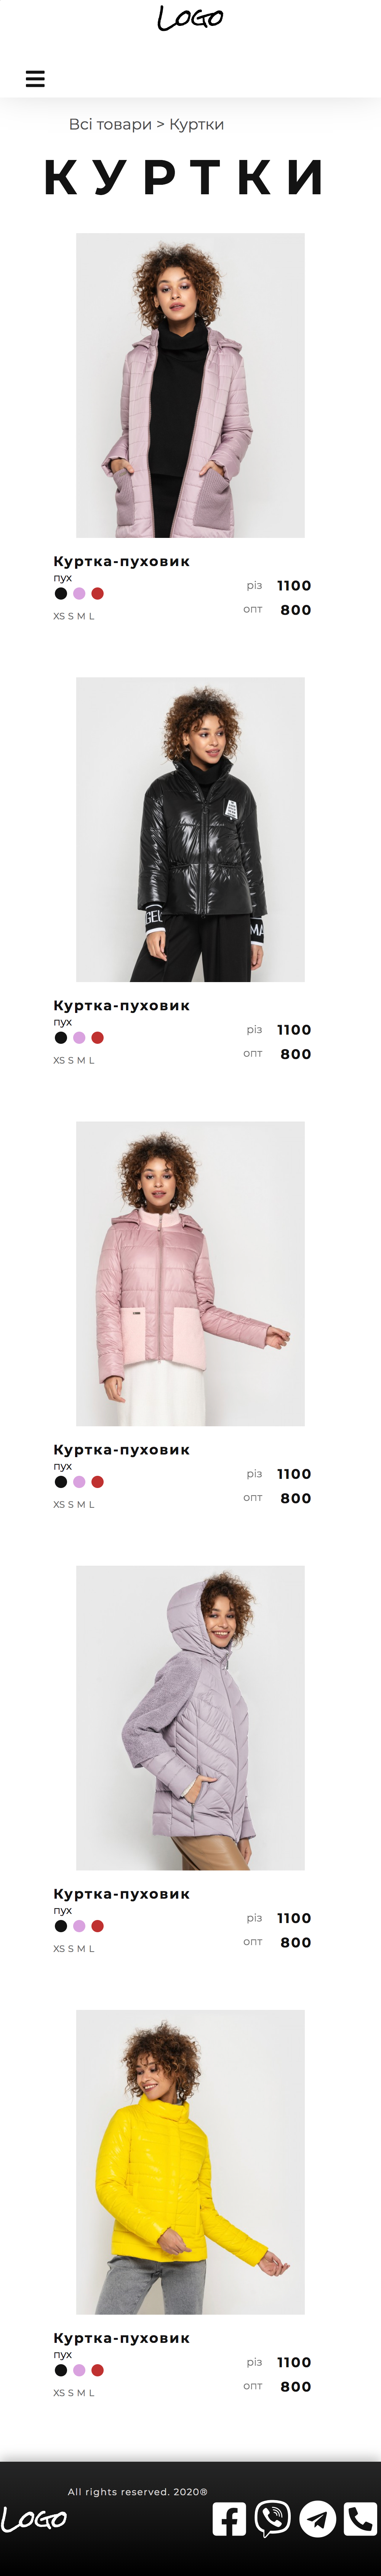 LOGO
Всі товари > Куртки
КУРТКИ
Куртка-пуховик
пух
різ 1100
опт 800
XS S M L
GEC
MA
Куртка-пуховик
пух
різ 1100
опт 800
XS S M L
Куртка-пуховик
пух
різ 1100
опт 800
XS S M L
Куртка-пуховик
пух
різ 1100
опт 800
XS S M L
Куртка-пуховик
пух
різ 1100
опт 800
XS S M L
All rights reserved. 2020®
LOGO